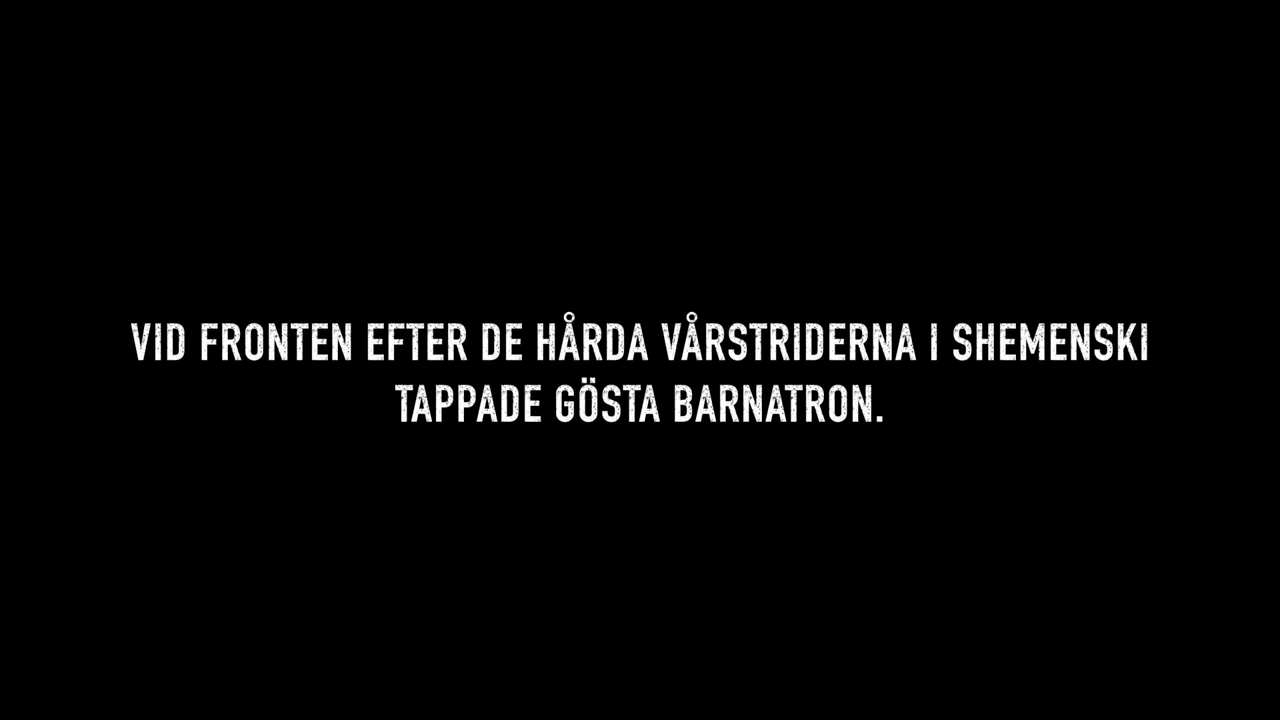 VID FRONTEN EFTER DE HÅRDA VÅRSTRIDERNA I SHEMENSKI
TAPPADE GÖSTA BARNATRON.